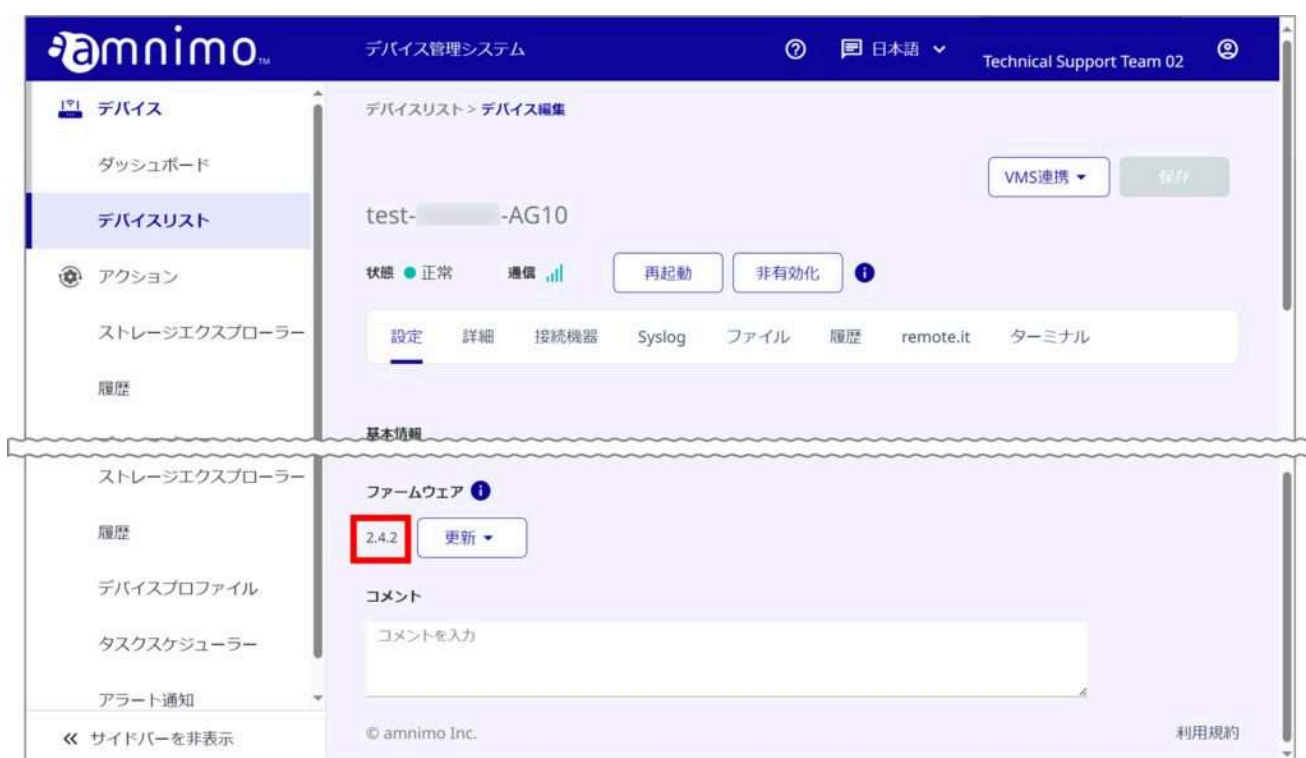 amnimo™
デバイス管理システム
日本語
Technical Support Team 02
デバイス
ダッシュボード
デバイスリスト
アクション
ストレージエクスプローラー
履歴
デバイスリスト > デバイス編集
VMS連携
保存
test- -AG10
状態 正常 通信 再起動 非有効化
設定 詳細 接続機器 Syslog ファイル 履歴 remote.it ターミナル
基本情報
ストレージエクスプローラー
履歴
デバイスプロファイル
タスクスケジューラー
アラート通知
サイドバーを非表示
ファームウェア
2.4.2 更新
コメント
コメントを入力
© amnimo Inc.
利用規約